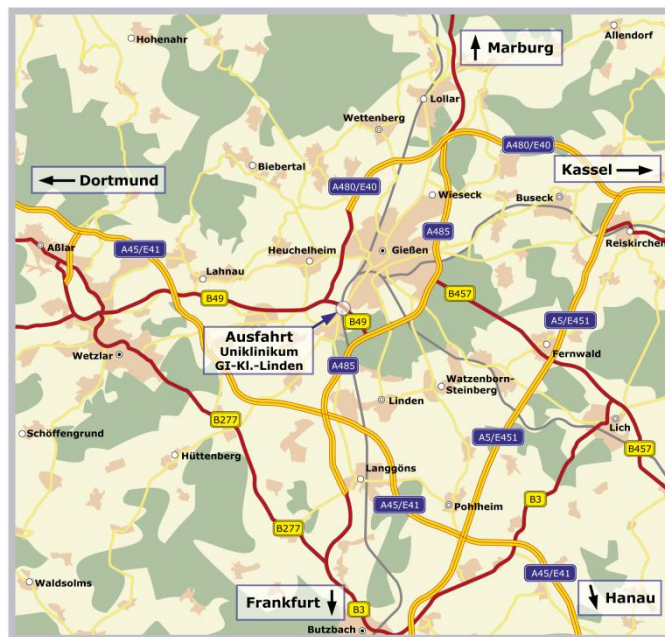 Hohenahr
Allendorf
Marburg
Lollar
Wettenberg
A480/E40
Biebertal
Kassel
Dortmund
A480/E40
Wieseck
Buseck
A485
Reiskirchen
Aßlar
A45/E41
Gießen
Heuchelheim
Lahnau
B457
B49
A5/E451
B49
Ausfahrt
Uniklinikum
GI-Kl.-Linden
Fernwald
Wetzlar
A485
Watzenborn-
Steinberg
Linden
B277
Lich
Schöffengrund
A5/E451
B457
Hüttenberg
Langgöns
B3
A45/E41
Pohlheim
B277
A45/E41
Waldsolms
Frankfurt
B3
Hanau
Butzbach